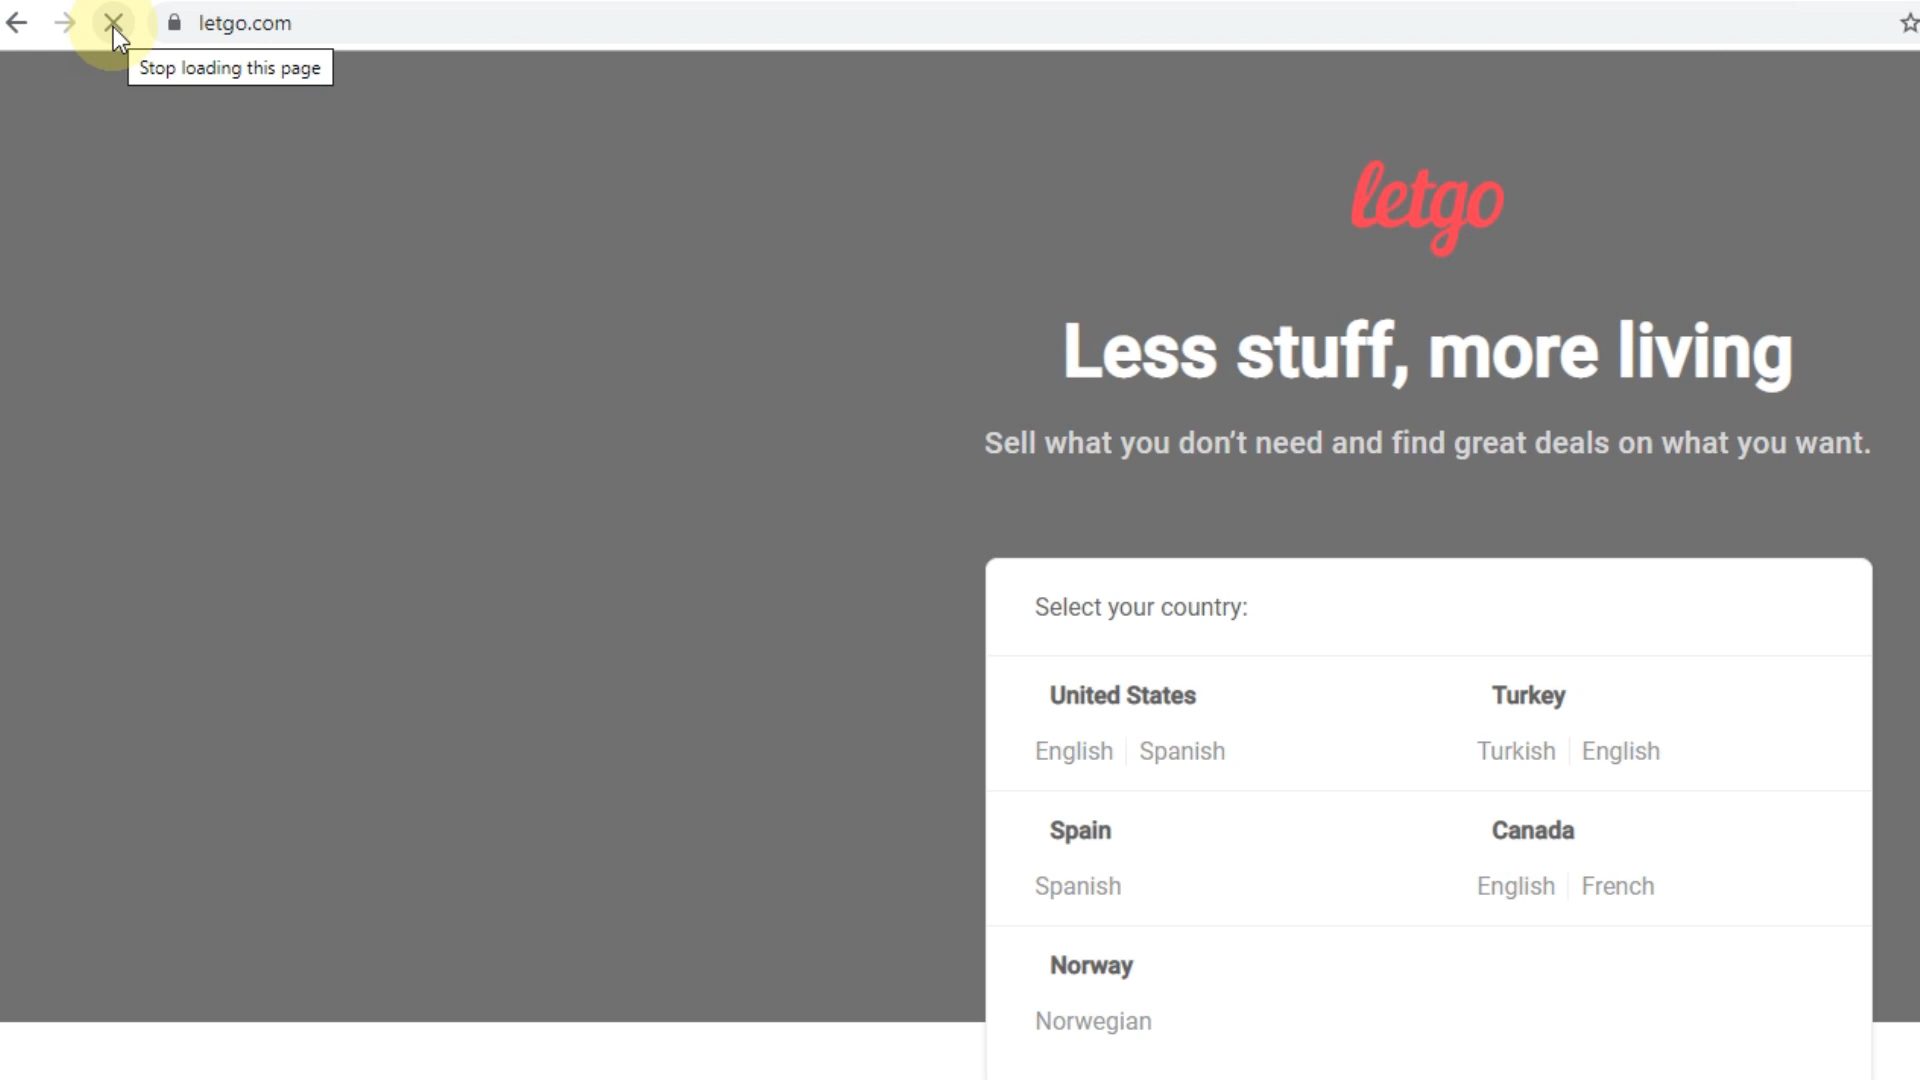 letgo.com
Stop loading this page
letgo
Less stuff, more living
Sell what you don’t need and find great deals on what you want.
Select your country:
United States
English | Spanish
Turkey
Turkish | English
Spain
Spanish
Canada
English | French
Norway
Norwegian